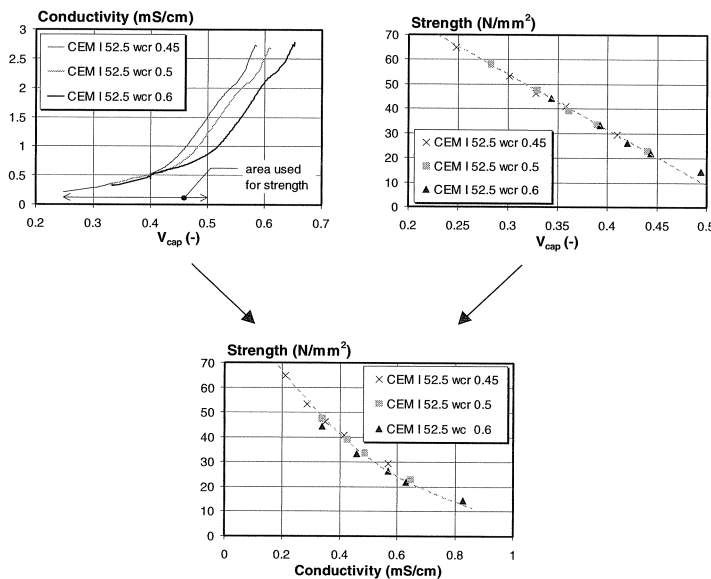 Conductivity (mS/cm)
3
2.5
2
1.5
1
0.5
0
CEM I 52.5 wcr 0.45
CEM I 52.5 wcr 0.5
CEM I 52.5 wcr 0.6
area used
for strength
0.2 0.3 0.4 0.5 0.6 0.7
Vcap (-)
Strength (N/mm2)
70
60
50
40
30
20
10
0
CEM I 52.5 wcr 0.45
CEM I 52.5 wcr 0.5
CEM I 52.5 wcr 0.6
0.2 0.25 0.3 0.35 0.4 0.45 0.5
Vcap (-)
Strength (N/mm2)
70
60
50
40
30
20
10
0
CEM I 52.5 wcr 0.45
CEM I 52.5 wcr 0.5
CEM I 52.5 wc 0.6
0 0.2 0.4 0.6 0.8 1
Conductivity (mS/cm)